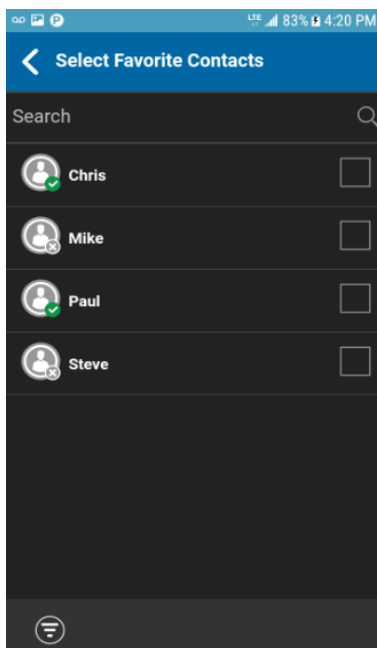 LTE 83% 4:20 PM
Select Favorite Contacts
Search
Chris
Mike
Paul
Steve